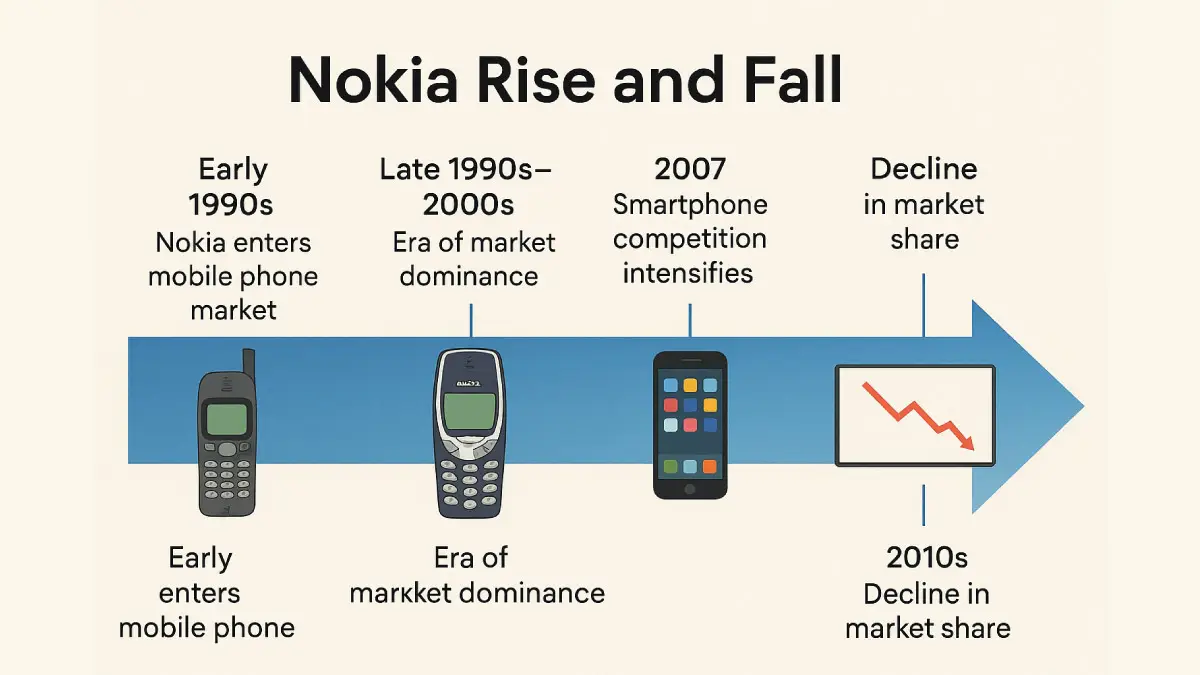 Nokia Rise and Fall
Early
1990s
Nokia enters
mobile phone
market
Late 1990s–
2000s
Era of market
dominance
2007
Smartphone
competition
intensifies
Decline
in market
share
Early
enters
mobile phone
Era of
markket dominance
2010s
Decline in
market share